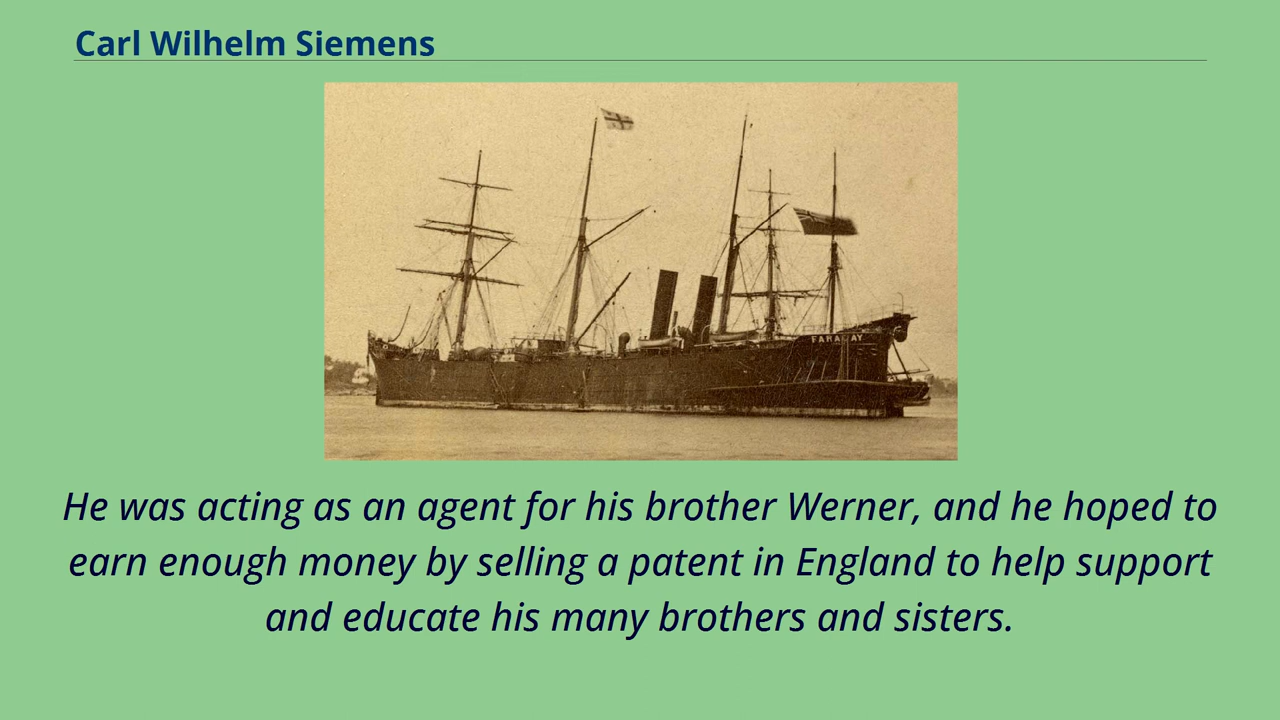 Carl Wilhelm Siemens
FARADAY
He was acting as an agent for his brother Werner, and he hoped to
earn enough money by selling a patent in England to help support
and educate his many brothers and sisters.